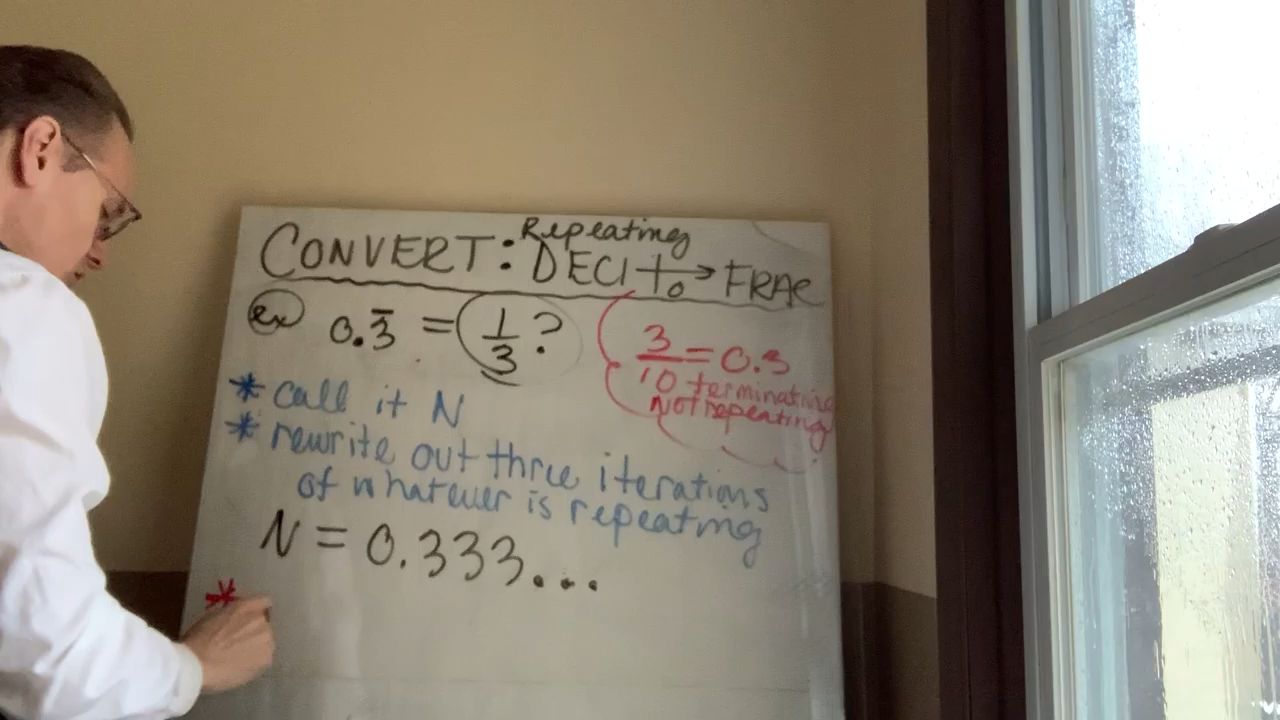 CONVERT: Repeating DECI to → FRAC
ex 0.3̅ = 1/3?
3/10 = 0.3
terminating
NOT repeating
* call it N
* rewrite out three iterations
of whatever is repeating
N = 0.333...
*